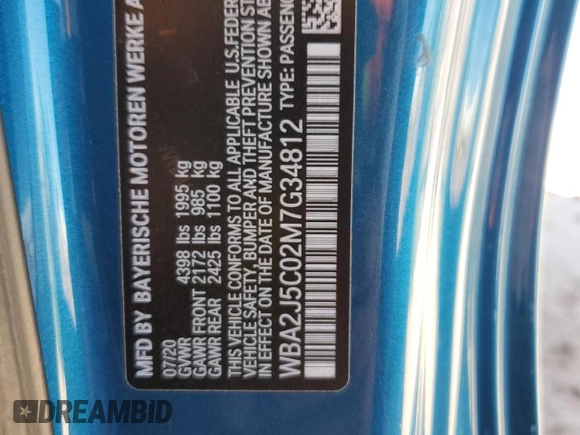 MFD BY BAYERISCHE MOTOREN WERKE A
07/20
GVWR 4398 lbs 1995 kg
GAWR FRONT 2172 lbs 985 kg
GAWR REAR 2425 lbs 1100 kg
THIS VEHICLE CONFORMS TO ALL APPLICABLE U.S.FEDER
VEHICLE SAFETY, BUMPER AND THEFT PREVENTION ST
IN EFFECT ON THE DATE OF MANUFACTURE SHOWN AB
WBA2J5C02M7G34812 TYPE: PASSENG
DREAMBID